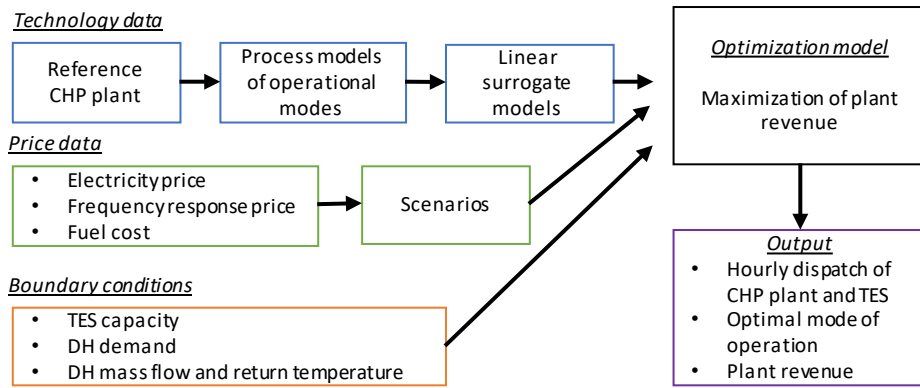 Technology data
Reference
CHP plant
Process models
of operational
modes
Linear
surrogate
models
Optimization model
Maximization of plant
revenue
Price data
• Electricity price
• Frequency response price
• Fuel cost
Scenarios
Boundary conditions
• TES capacity
• DH demand
• DH mass flow and return temperature
Output
• Hourly dispatch of
CHP plant and TES
• Optimal mode of
operation
• Plant revenue